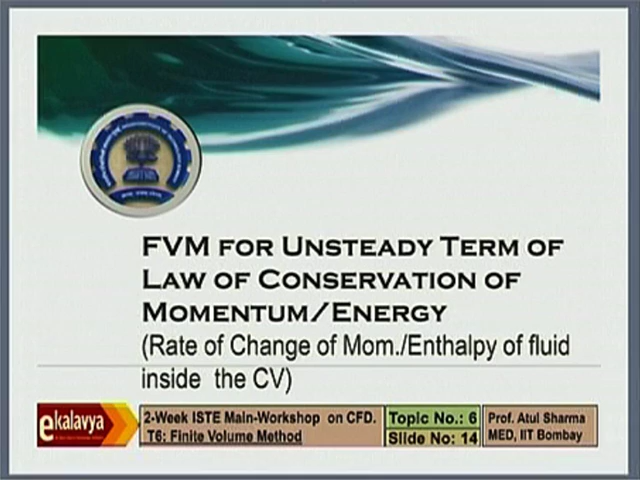 FVM FOR UNSTEADY TERM OF
LAW OF CONSERVATION OF
MOMENTUM/ENERGY
(Rate of Change of Mom./Enthalpy of fluid
inside the CV)
ekalavya
2-Week ISTE Main-Workshop on CFD.
T6: Finite Volume Method
Topic No.: 6
Slide No: 14
Prof. Atul Sharma
MED, IIT Bombay